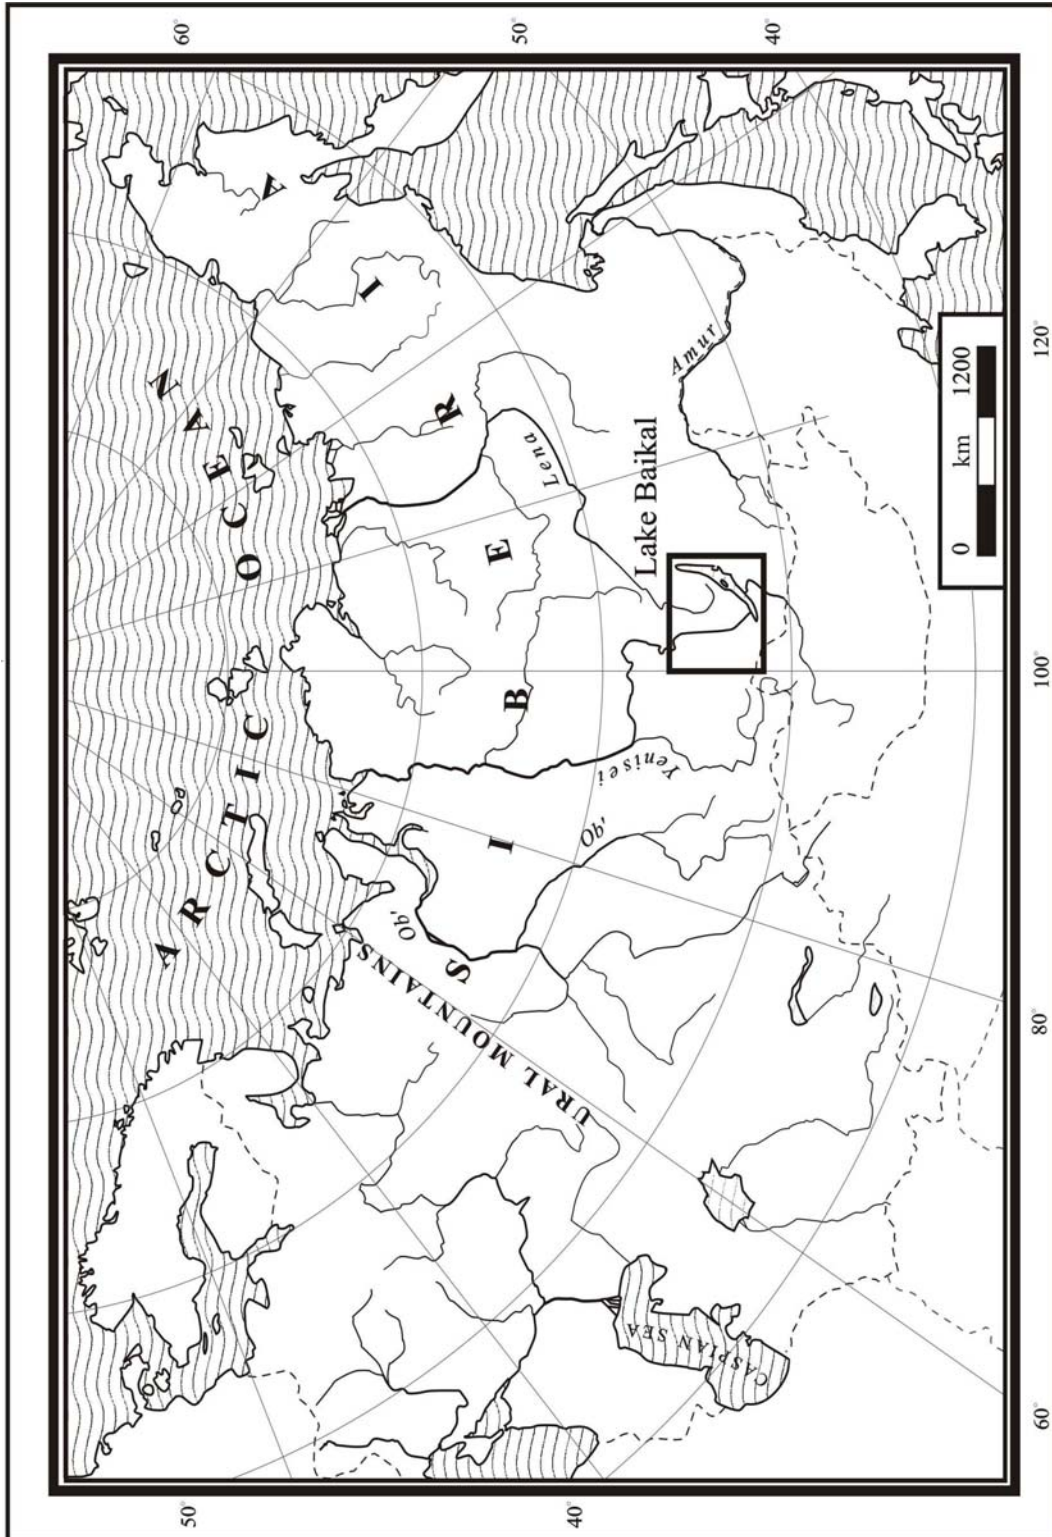 60°
50°
40°
ARCTIC OCEAN
SIBERIA
URAL MOUNTAINS
Ob'
Ob'
Yenisei
Lena
Amur
Lake Baikal
CASPIAN SEA
0 km 1200
50°
40°
60°
80°
100°
120°